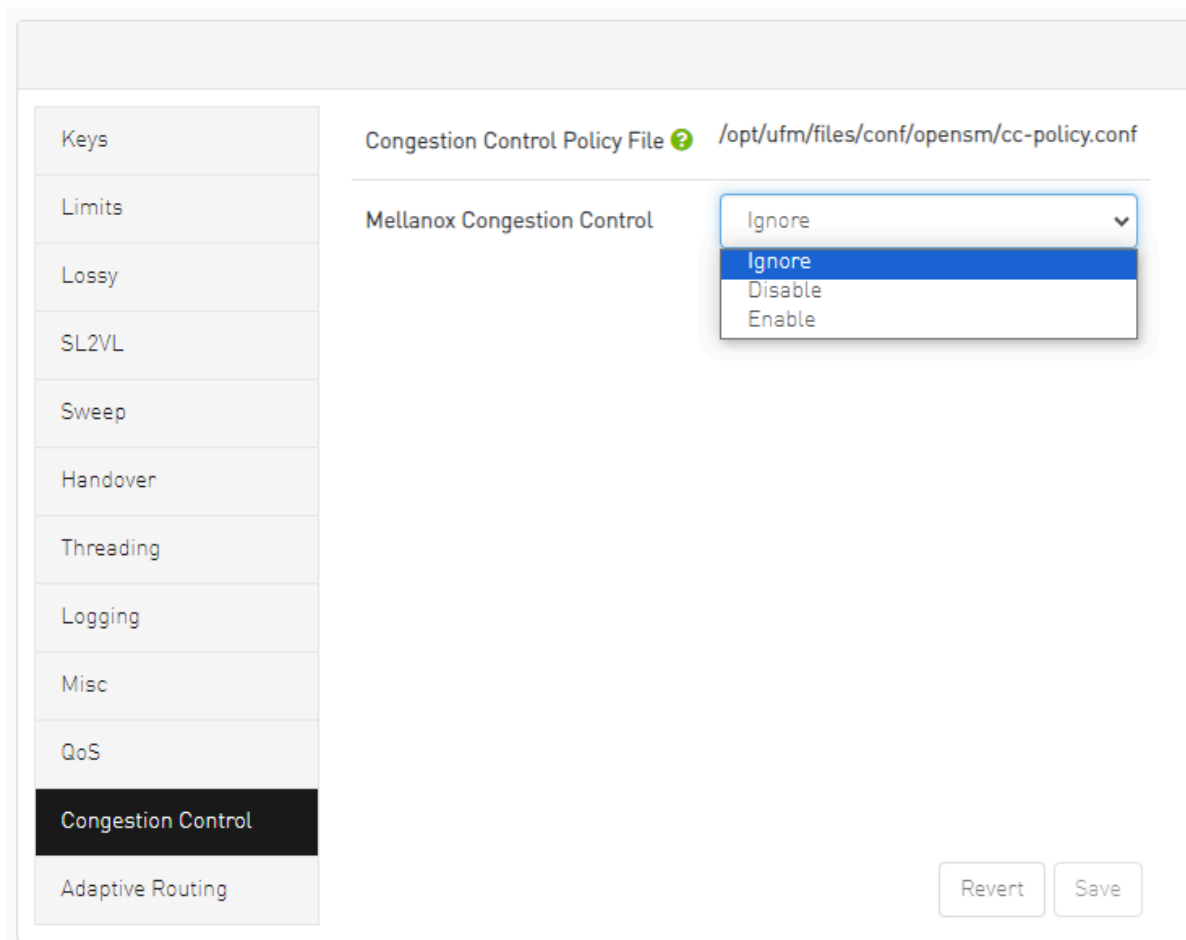 Keys
Limits
Lossy
SL2VL
Sweep
Handover
Threading
Logging
Misc
QoS
Congestion Control
Adaptive Routing
Congestion Control Policy File ? /opt/ufm/files/conf/opensm/cc-policy.conf
Mellanox Congestion Control Ignore
Ignore
Disable
Enable
Revert Save